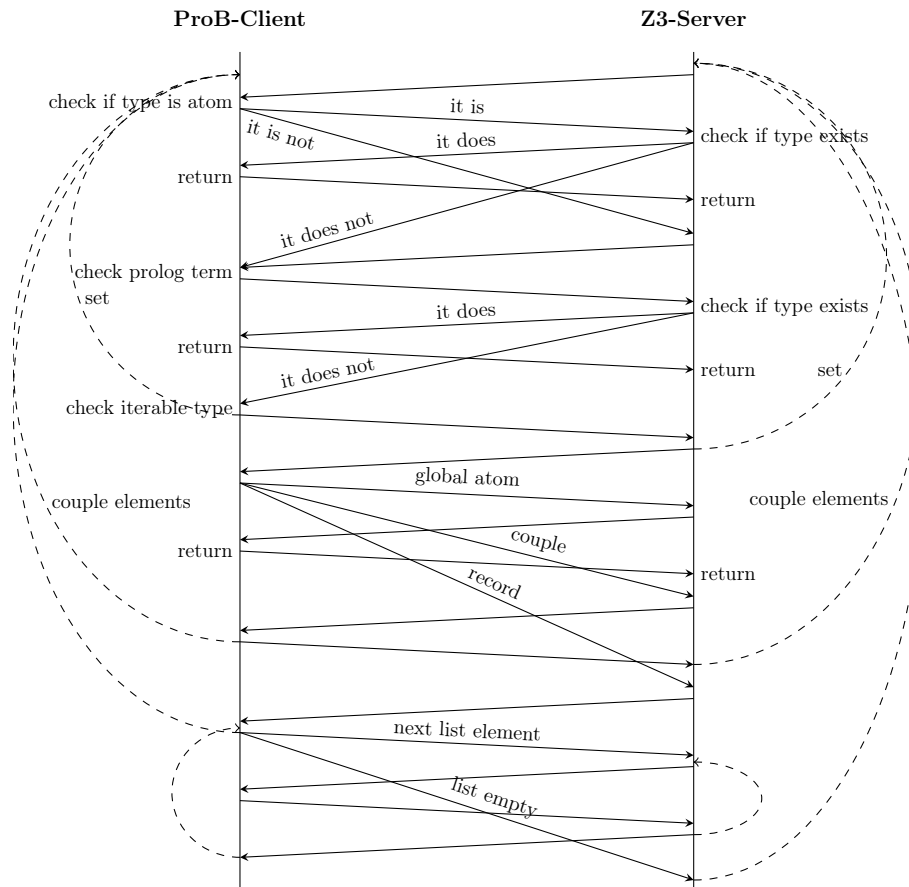 ProB-Client
Z3-Server
check if type is atom
it is
it is not
it does
check if type exists
return
return
it does not
check prolog term
set
it does
check if type exists
return
it does not
return
set
check iterable type
global atom
couple elements
couple elements
couple
return
record
return
next list element
list empty